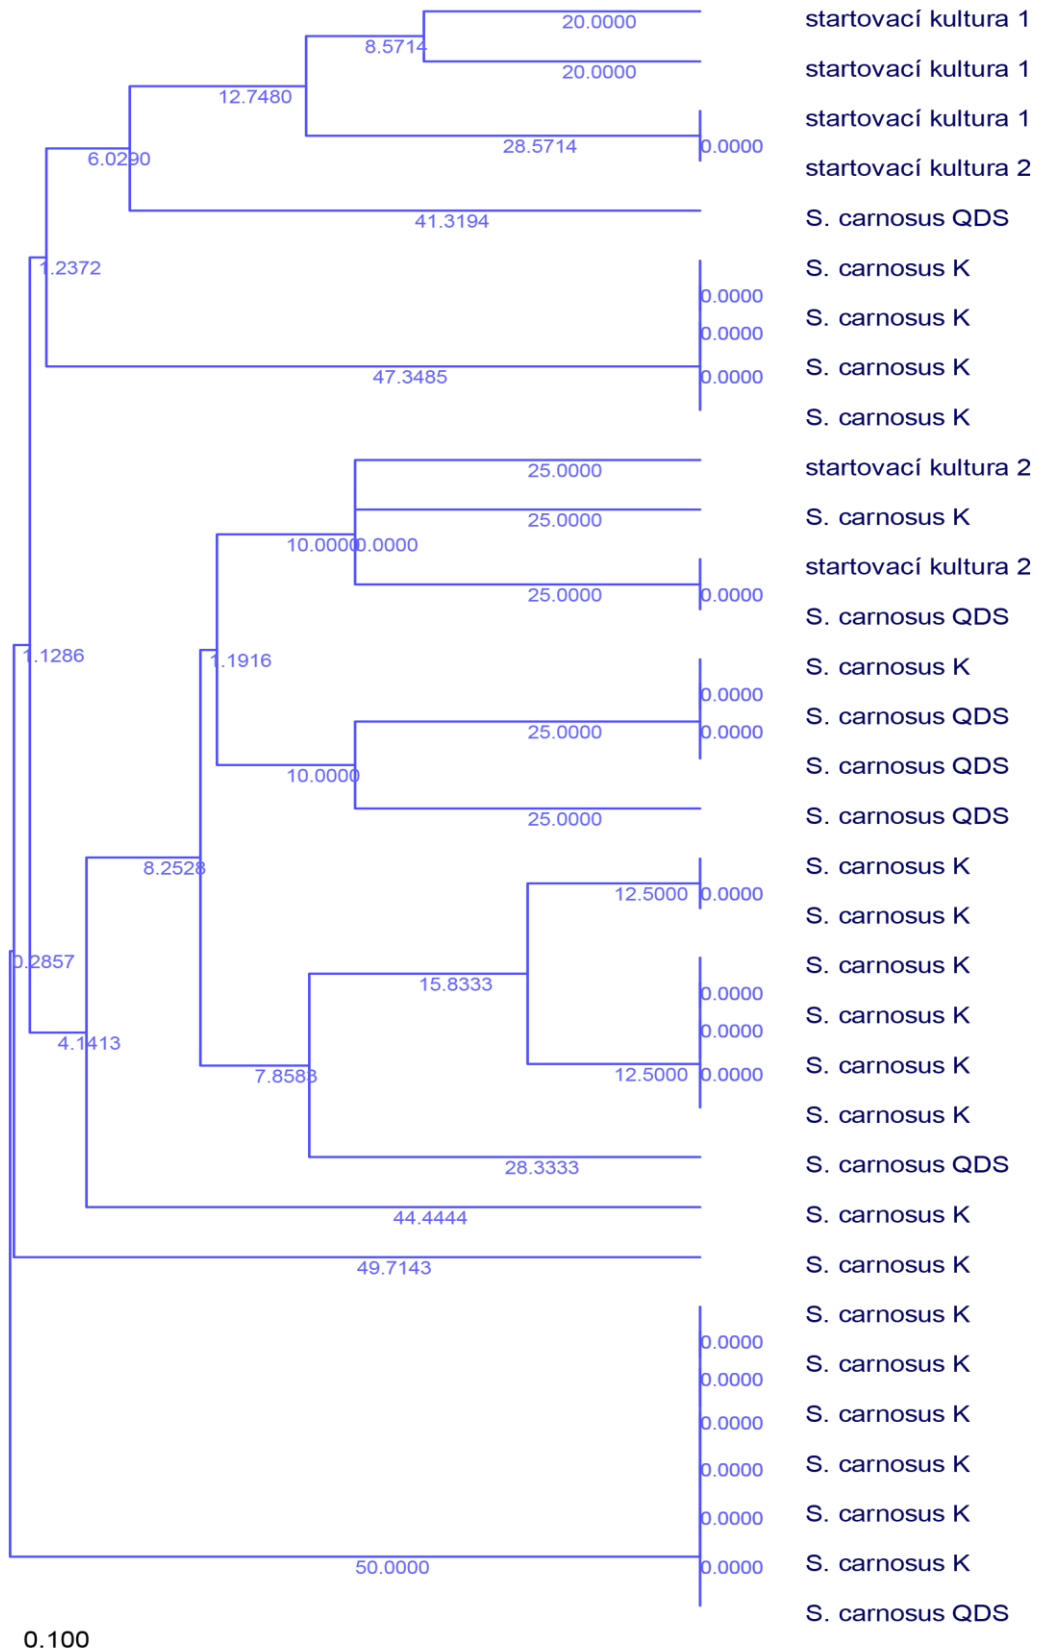 20.0000 startovací kultura 1
8.5714
20.0000 startovací kultura 1
12.7480
startovací kultura 1
28.5714 0.0000
6.0290
startovací kultura 2
41.3194 S. carnosus QDS
1.2372 S. carnosus K
0.0000
S. carnosus K
0.0000
S. carnosus K
47.3485 0.0000
S. carnosus K
25.0000 startovací kultura 2
25.0000 S. carnosus K
10.0000 0.0000
startovací kultura 2
25.0000 0.0000
S. carnosus QDS
1.1286 1.1916 S. carnosus K
0.0000
S. carnosus QDS
25.0000 0.0000
S. carnosus QDS
10.0000
25.0000 S. carnosus QDS
8.2528 S. carnosus K
12.5000 0.0000
S. carnosus K
0.2857 S. carnosus K
15.8333 0.0000
S. carnosus K
0.0000
4.1413
S. carnosus K
7.8583 12.5000 0.0000
S. carnosus K
28.3333 S. carnosus QDS
44.4444 S. carnosus K
49.7143 S. carnosus K
S. carnosus K
0.0000
S. carnosus K
0.0000
S. carnosus K
0.0000
S. carnosus K
0.0000
S. carnosus K
0.0000
S. carnosus K
50.0000 0.0000
S. carnosus QDS
0.100